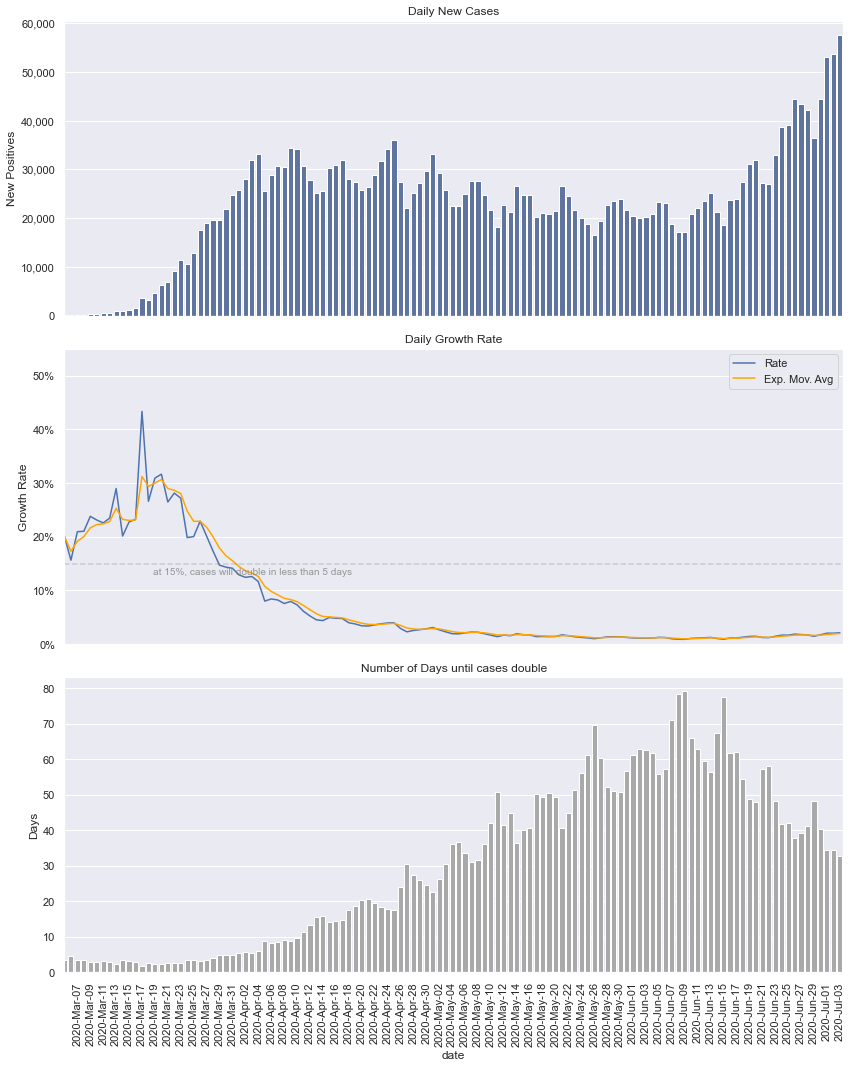 Daily New Cases
60,000
50,000
40,000
30,000
20,000
10,000
0
New Positives
Daily Growth Rate
50%
40%
30%
20%
10%
0%
Growth Rate
Rate
Exp. Mov. Avg
at 15%, cases will double in less than 5 days
Number of Days until cases double
80
70
60
50
40
30
20
10
0
Days
2020-Mar-07
2020-Mar-09
2020-Mar-11
2020-Mar-13
2020-Mar-15
2020-Mar-17
2020-Mar-19
2020-Mar-21
2020-Mar-23
2020-Mar-25
2020-Mar-27
2020-Mar-29
2020-Mar-31
2020-Apr-02
2020-Apr-04
2020-Apr-06
2020-Apr-08
2020-Apr-10
2020-Apr-12
2020-Apr-14
2020-Apr-16
2020-Apr-18
2020-Apr-20
2020-Apr-22
2020-Apr-24
2020-Apr-26
2020-Apr-28
2020-Apr-30
2020-May-02
2020-May-04
2020-May-06
2020-May-08
2020-May-10
2020-May-12
2020-May-14
2020-May-16
2020-May-18
2020-May-20
2020-May-22
2020-May-24
2020-May-26
2020-May-28
2020-May-30
2020-Jun-01
2020-Jun-03
2020-Jun-05
2020-Jun-07
2020-Jun-09
2020-Jun-11
2020-Jun-13
2020-Jun-15
2020-Jun-17
2020-Jun-19
2020-Jun-21
2020-Jun-23
2020-Jun-25
2020-Jun-27
2020-Jun-29
2020-Jul-01
2020-Jul-03
date